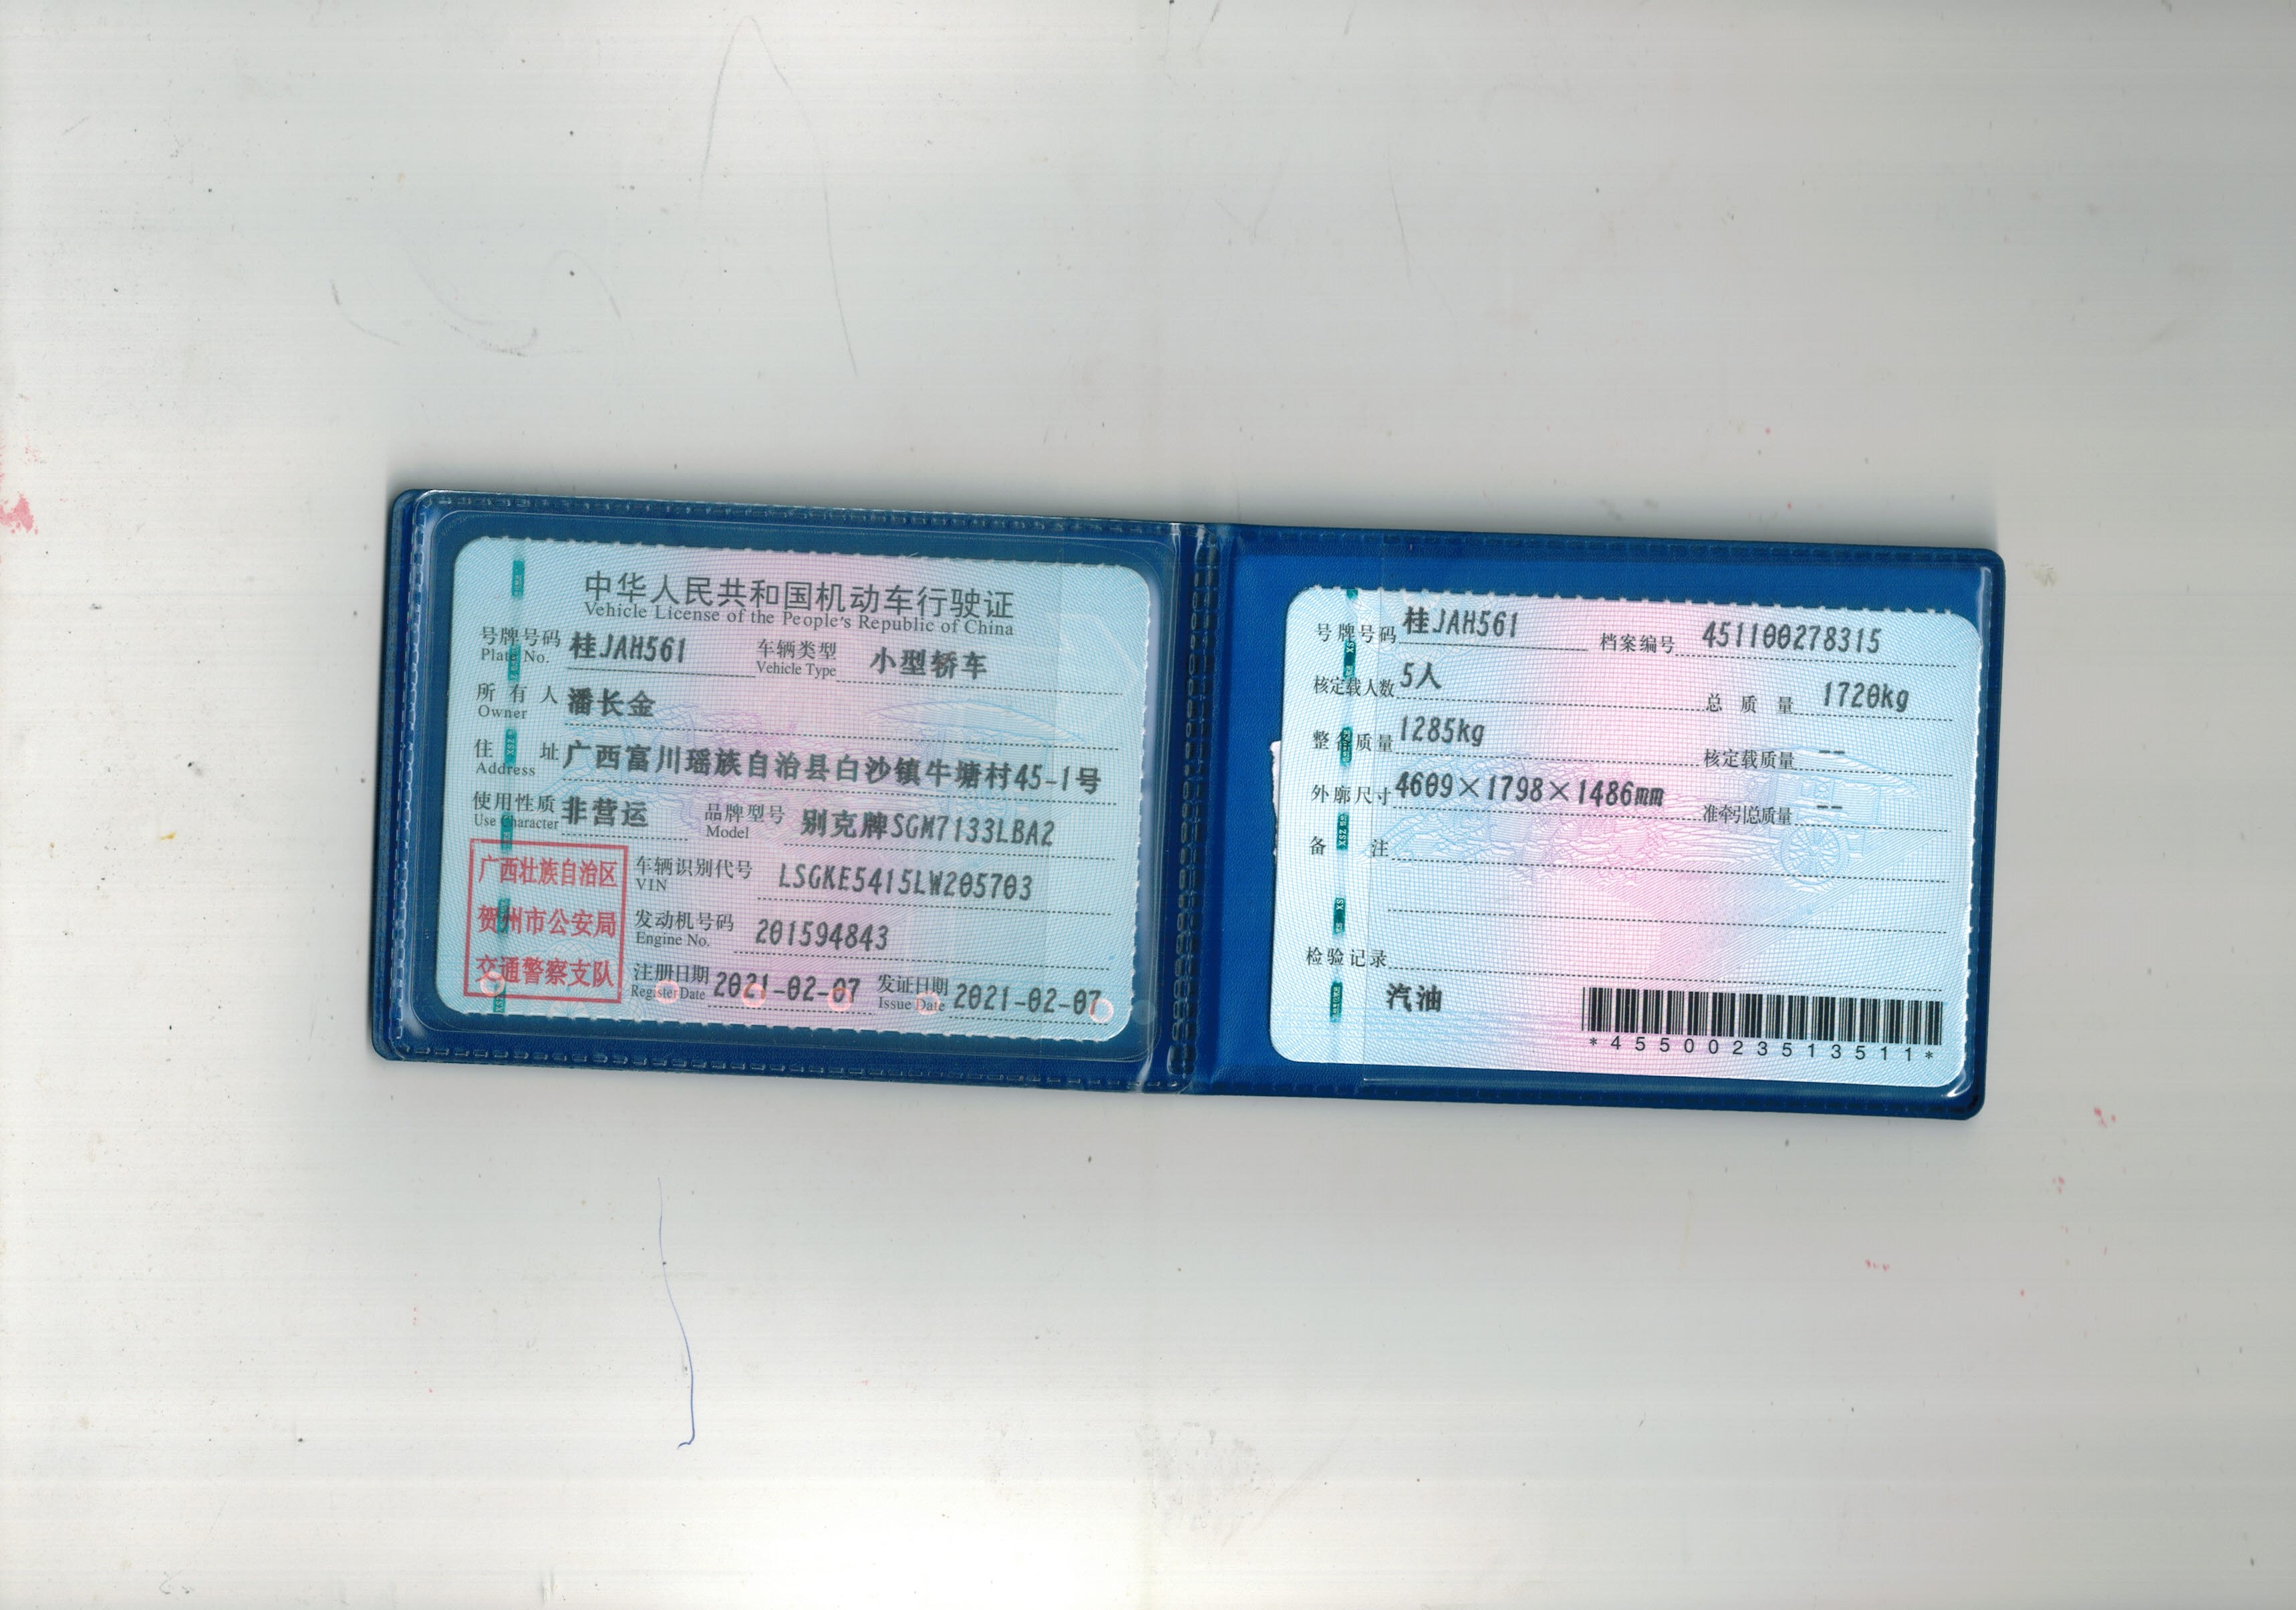 中华人民共和国机动车行驶证
Vehicle License of the People's Republic of China
号牌号码 桂JAH561 车辆类型 小型轿车
Plate No. Vehicle Type
所有人 潘长金
Owner
住址 广西富川瑶族自治县白沙镇牛塘村45-1号
Address
使用性质 非营运 品牌型号 别克牌SGM7133LBA2
Use Character Model
广西壮族自治区
贺州市公安局
交通警察支队
车辆识别代号 LSGKE5415LW205703
VIN
发动机号码 201594843
Engine No.
注册日期 2021-02-07 发证日期 2021-02-07
Register Date Issue Date
号牌号码 桂JAH561 档案编号 451100278315
核定载人数 5人 总质量 1720kg
整备质量 1285kg 核定载质量 --
外廓尺寸 4609×1798×1486mm 准牵引总质量 --
备注
检验记录
汽油
*4550023513511*